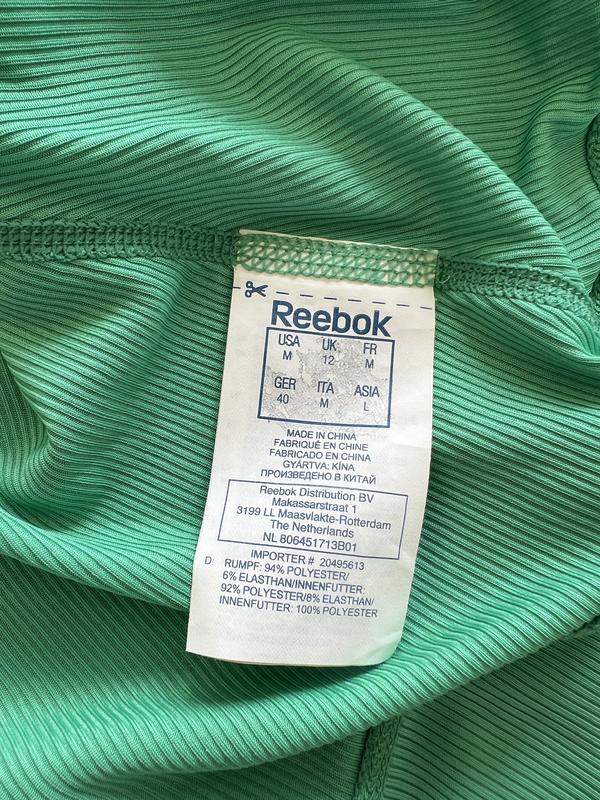 Reebok
USA UK FR
M 12 M
GER ITA ASIA
40 M L
MADE IN CHINA
FABRIQUÉ EN CHINE
FABRICADO EN CHINA
GYÁRTVA: KÍNA
ПРОИЗВЕДЕНО В КИТАЙ
Reebok Distribution BV
Makassarstraat 1
3199 LL Maasvlakte-Rotterdam
The Netherlands
NL 806451713B01
IMPORTER # 20495613
D: RUMPF: 94% POLYESTER/
6% ELASTHAN/INNENFUTTER:
92% POLYESTER/8% ELASTHAN/
INNENFUTTER: 100% POLYESTER